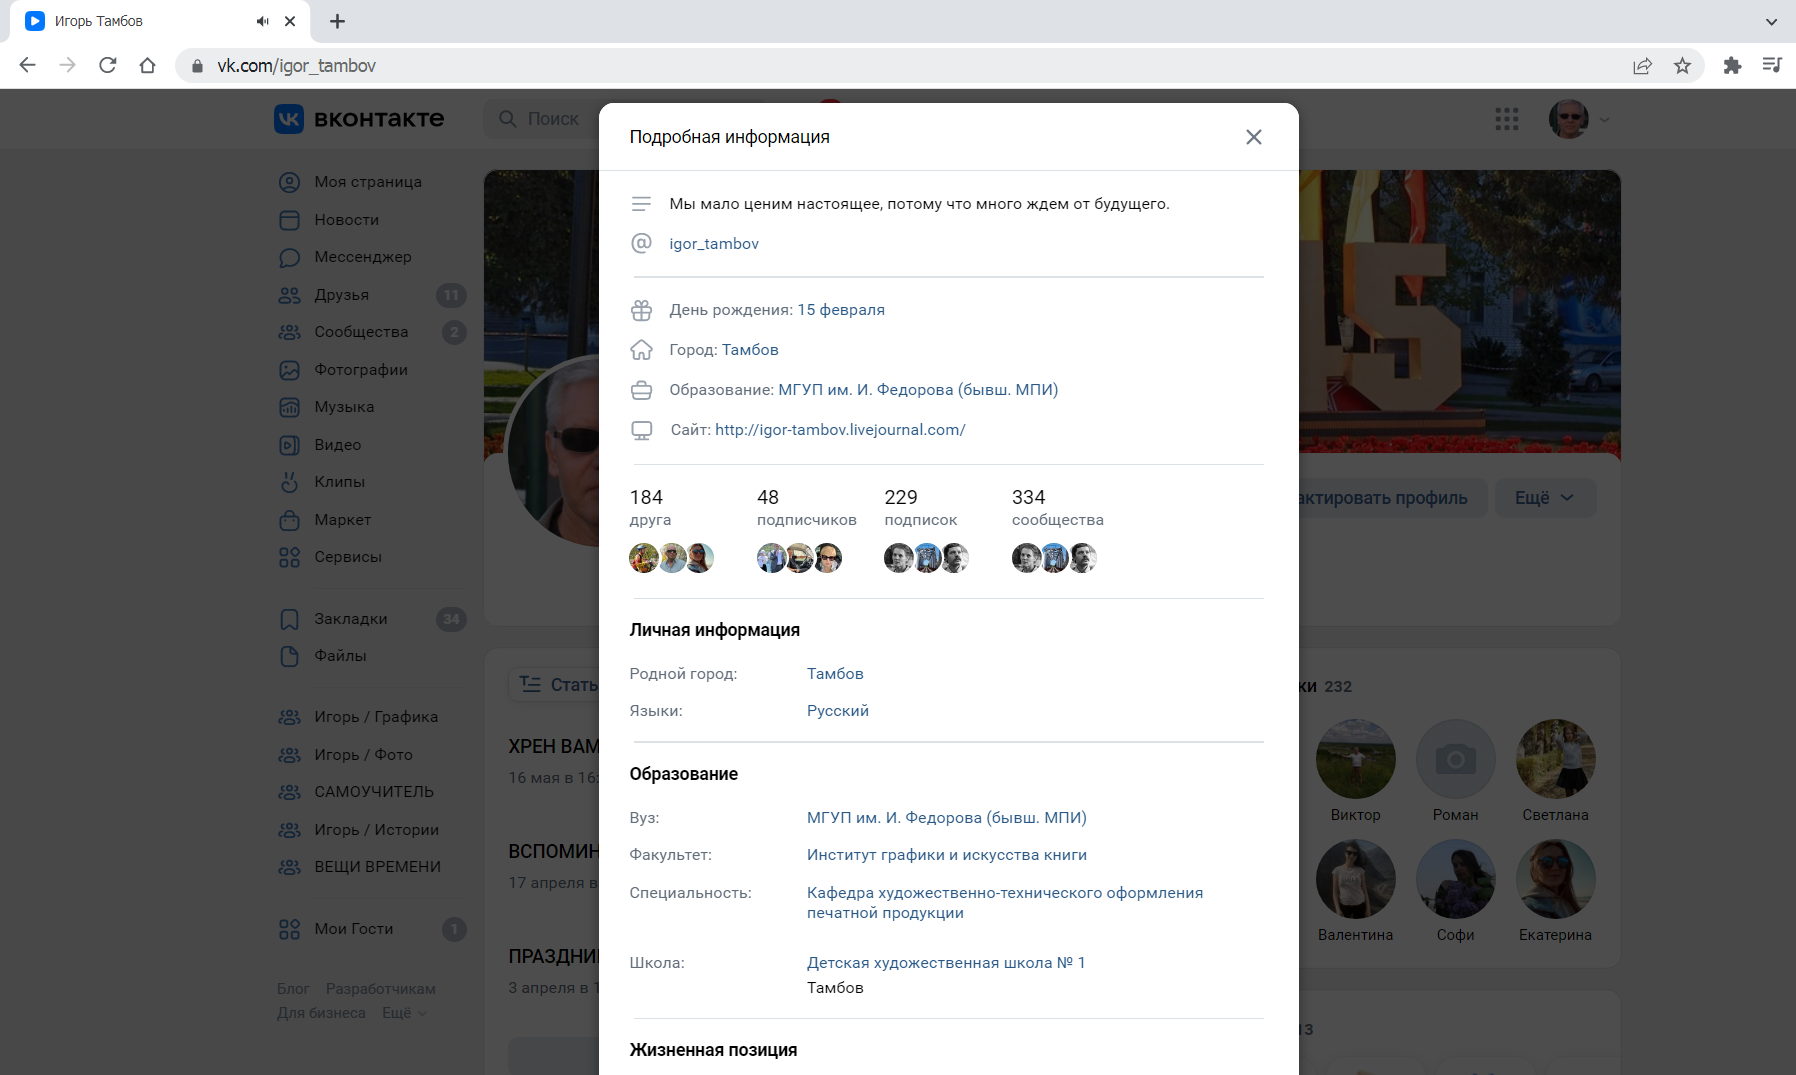 Игорь Тамбов
vk.com/igor_tambov
вконтакте
Поиск
Моя страница
Новости
Мессенджер
Друзья 11
Сообщества 2
Фотографии
Музыка
Видео
Клипы
Маркет
Сервисы
Закладки 34
Файлы
Игорь / Графика
Игорь / Фото
САМОУЧИТЕЛЬ
Игорь / Истории
ВЕЩИ ВРЕМЕНИ
Мои Гости 1
Блог Разработчикам
Для бизнеса Ещё
Подробная информация
Мы мало ценим настоящее, потому что много ждем от будущего.
igor_tambov
День рождения: 15 февраля
Город: Тамбов
Образование: МГУП им. И. Федорова (бывш. МПИ)
Сайт: http://igor-tambov.livejournal.com/
184 48 229 334
друга подписчиков подписок сообщества
Личная информация
Родной город: Тамбов
Языки: Русский
Образование
Вуз: МГУП им. И. Федорова (бывш. МПИ)
Факультет: Институт графики и искусства книги
Специальность: Кафедра художественно-технического оформления
печатной продукции
Школа: Детская художественная школа № 1
Тамбов
Жизненная позиция
Стать
ХРЕН ВАМ
16 мая в 16:
ВСПОМИН
17 апреля в
ПРАЗДНИ
3 апреля в 1
15
актировать профиль Ещё
ки 232
Виктор Роман Светлана
Валентина Софи Екатерина
13